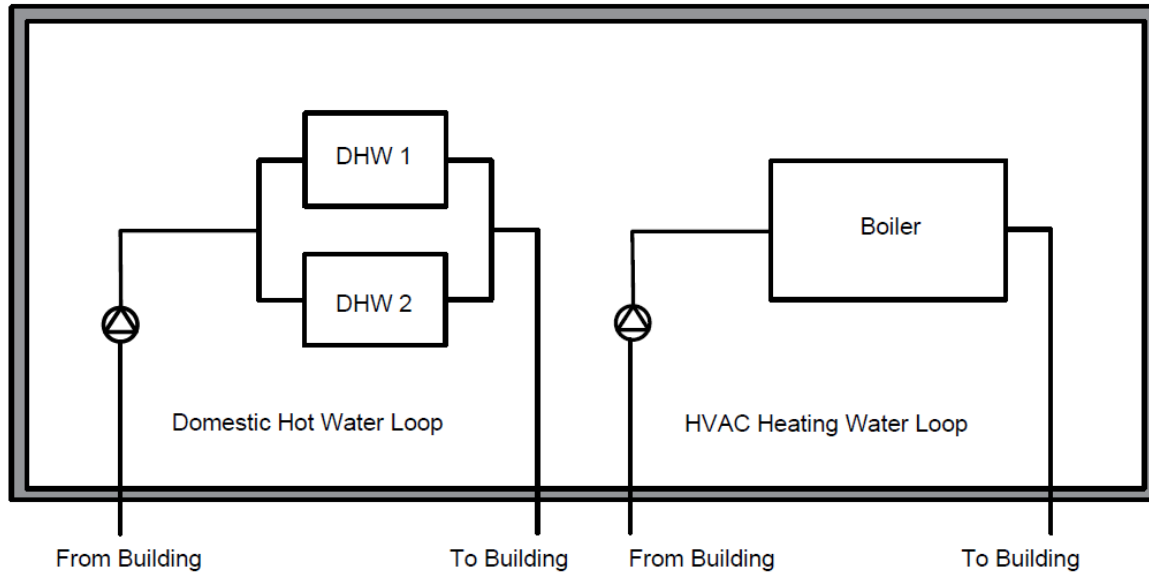 DHW 1
Boiler
DHW 2
Domestic Hot Water Loop
HVAC Heating Water Loop
From Building
To Building
From Building
To Building